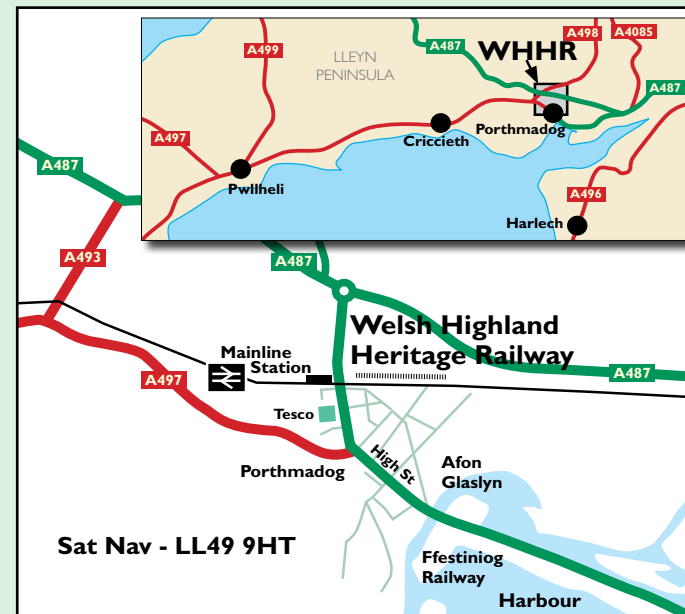 A499
LLEYN
PENINSULA
A487
WHHR
A498
A4085
A487
A497
Criccieth
Porthmadog
Pwllheli
A496
Harlech
A487
A493
A487
Welsh Highland
Heritage Railway
Mainline
Station
A487
A497
Tesco
High St
Porthmadog
Afon
Glaslyn
Sat Nav - LL49 9HT
Ffestiniog
Railway
Harbour